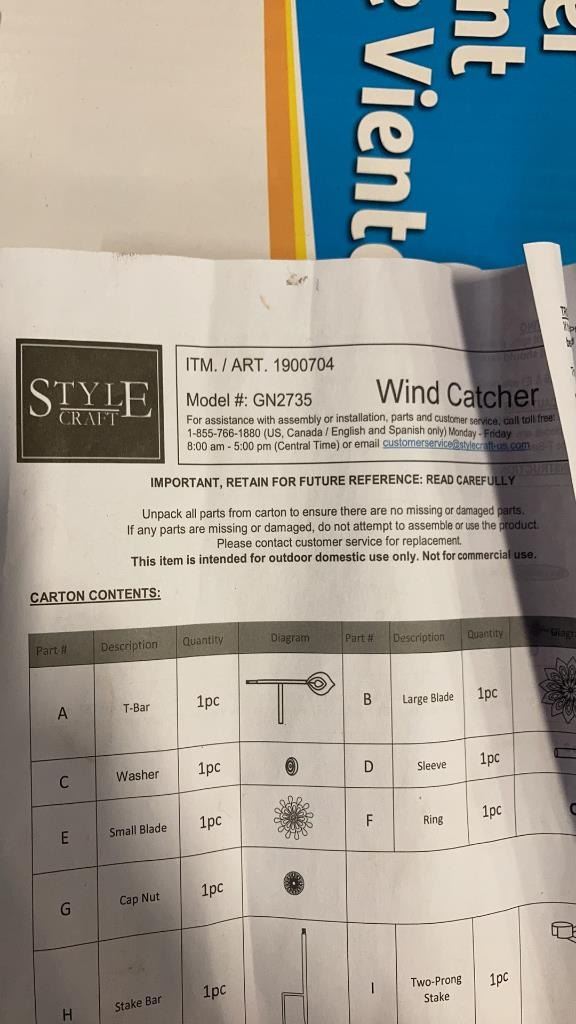 nt
Viento
STYLE
CRAFT
ITM. / ART. 1900704
Model #: GN2735 Wind Catcher
For assistance with assembly or installation, parts and customer service, call toll free:
1-855-766-1880 (US, Canada / English and Spanish only) Monday - Friday
8:00 am - 5:00 pm (Central Time) or email customerservice@stylecraft-us.com
IMPORTANT, RETAIN FOR FUTURE REFERENCE: READ CAREFULLY
Unpack all parts from carton to ensure there are no missing or damaged parts.
If any parts are missing or damaged, do not attempt to assemble or use the product.
Please contact customer service for replacement.
This item is intended for outdoor domestic use only. Not for commercial use.
CARTON CONTENTS:
Part # Description Quantity Diagram Part # Description Quantity Diagr
A T-Bar 1pc B Large Blade 1pc
C Washer 1pc D Sleeve 1pc
E Small Blade 1pc F Ring 1pc
G Cap Nut 1pc
H Stake Bar 1pc I Two-Prong
Stake 1pc